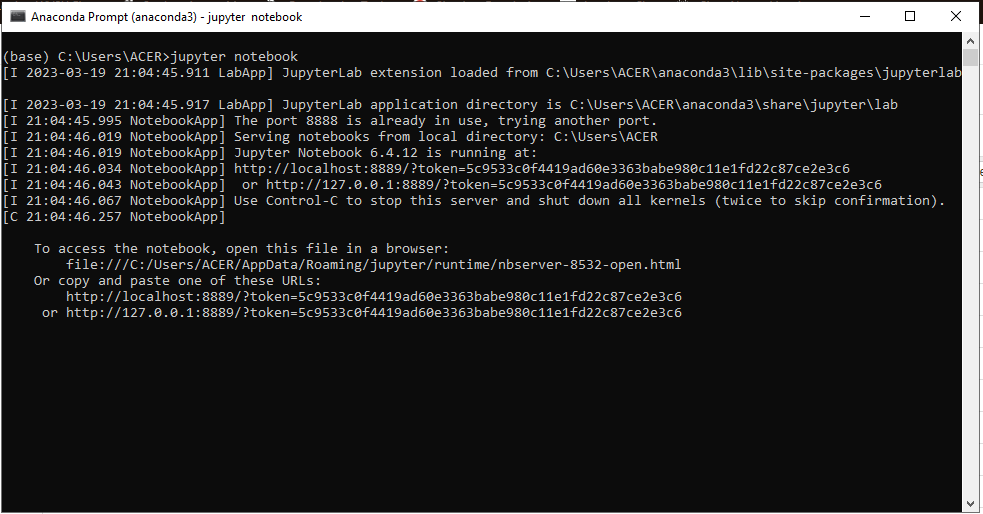 Anaconda Prompt (anaconda3) - jupyter notebook
(base) C:\Users\ACER>jupyter notebook
[I 2023-03-19 21:04:45.911 LabApp] JupyterLab extension loaded from C:\Users\ACER\anaconda3\lib\site-packages\jupyterlab
[I 2023-03-19 21:04:45.917 LabApp] JupyterLab application directory is C:\Users\ACER\anaconda3\share\jupyter\lab
[I 21:04:45.995 NotebookApp] The port 8888 is already in use, trying another port.
[I 21:04:46.019 NotebookApp] Serving notebooks from local directory: C:\Users\ACER
[I 21:04:46.019 NotebookApp] Jupyter Notebook 6.4.12 is running at:
[I 21:04:46.034 NotebookApp] http://localhost:8889/?token=5c9533c0f4419ad60e3363babe980c11e1fd22c87ce2e3c6
[I 21:04:46.043 NotebookApp]  or http://127.0.0.1:8889/?token=5c9533c0f4419ad60e3363babe980c11e1fd22c87ce2e3c6
[I 21:04:46.067 NotebookApp] Use Control-C to stop this server and shut down all kernels (twice to skip confirmation).
[C 21:04:46.257 NotebookApp]
To access the notebook, open this file in a browser:
file:///C:/Users/ACER/AppData/Roaming/jupyter/runtime/nbserver-8532-open.html
Or copy and paste one of these URLs:
http://localhost:8889/?token=5c9533c0f4419ad60e3363babe980c11e1fd22c87ce2e3c6
or http://127.0.0.1:8889/?token=5c9533c0f4419ad60e3363babe980c11e1fd22c87ce2e3c6